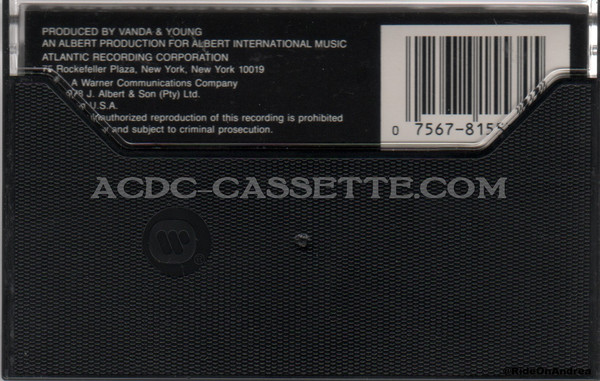 PRODUCED BY VANDA & YOUNG
AN ALBERT PRODUCTION FOR ALBERT INTERNATIONAL MUSIC
ATLANTIC RECORDING CORPORATION
75 Rockefeller Plaza, New York, New York 10019
A Warner Communications Company
J. Albert & Son (Pty) Ltd.
U.S.A.
reproduction of this recording is prohibited
and subject to criminal prosecution.
0 7567-815
ACDC-CASSETTE.COM
©RideOnAndrea